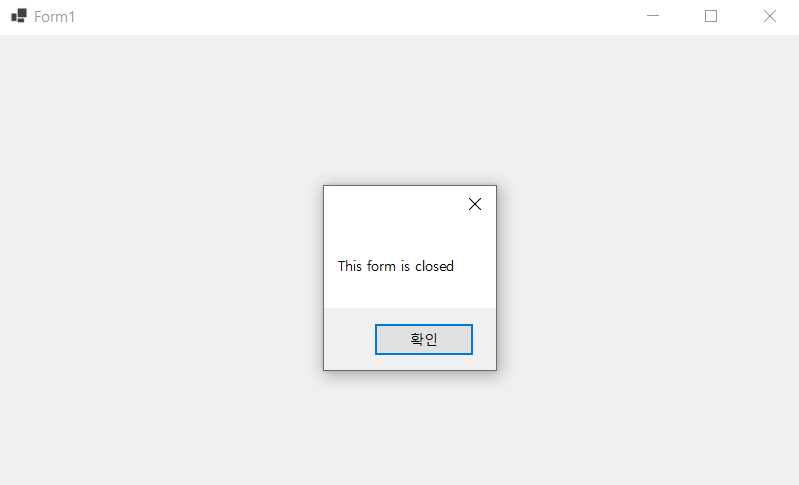 Form1
This form is closed
확인